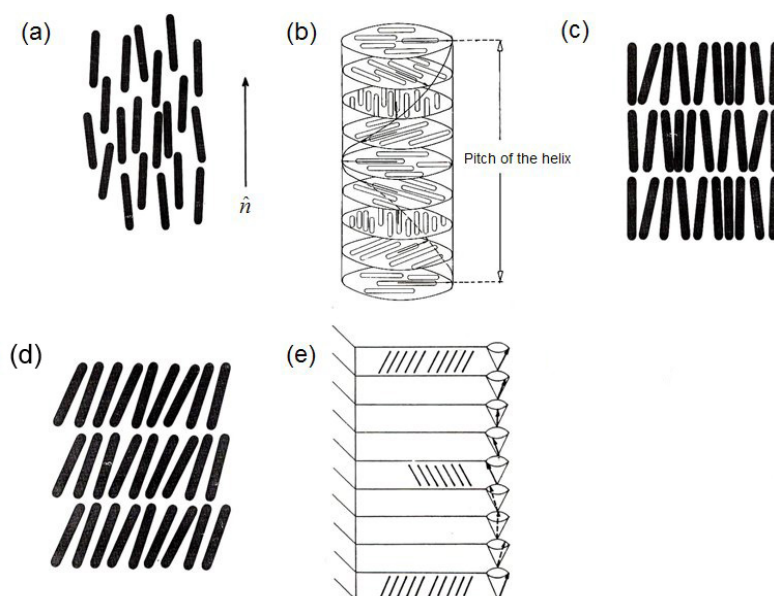 (a)
(b)
(c)
n̂
Pitch of the helix
(d)
(e)